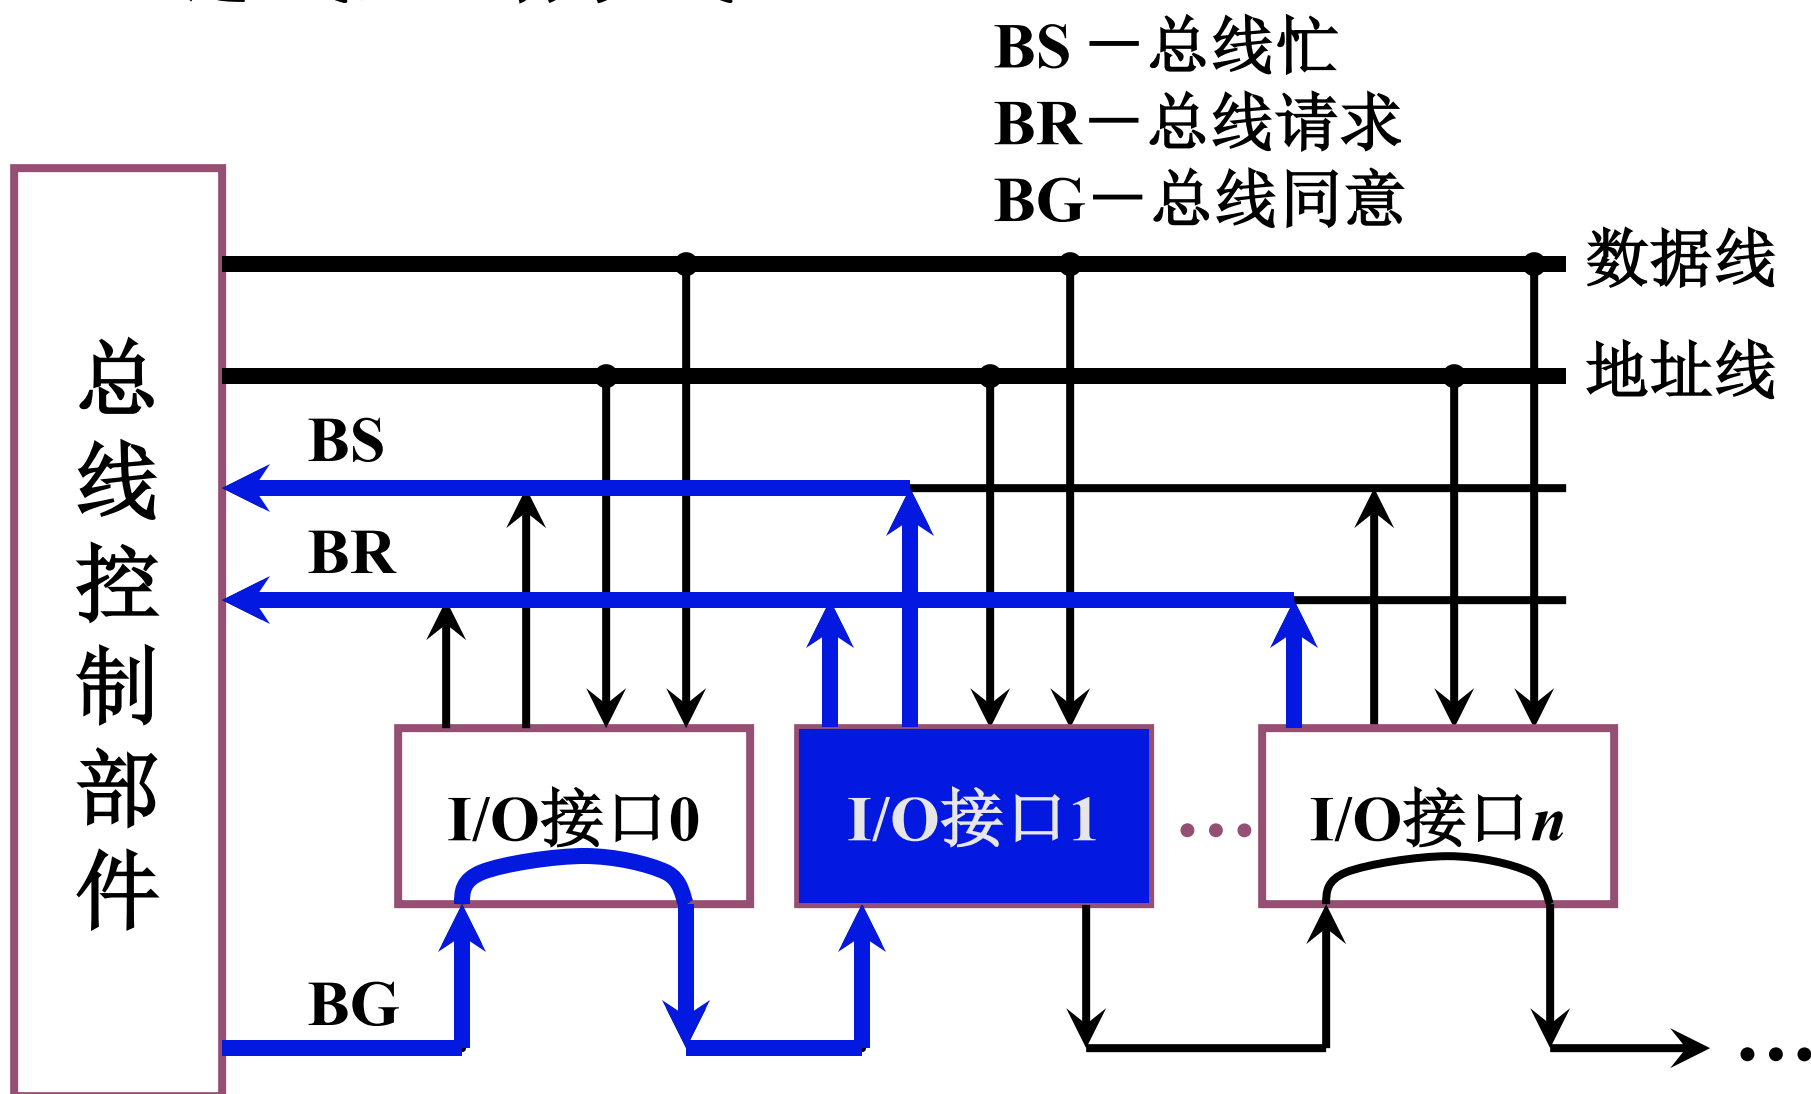 BS－总线忙
BR－总线请求
BG－总线同意
数据线
地址线
总线控制部件
BS
BR
I/O接口0
I/O接口1
…
I/O接口n
BG
…